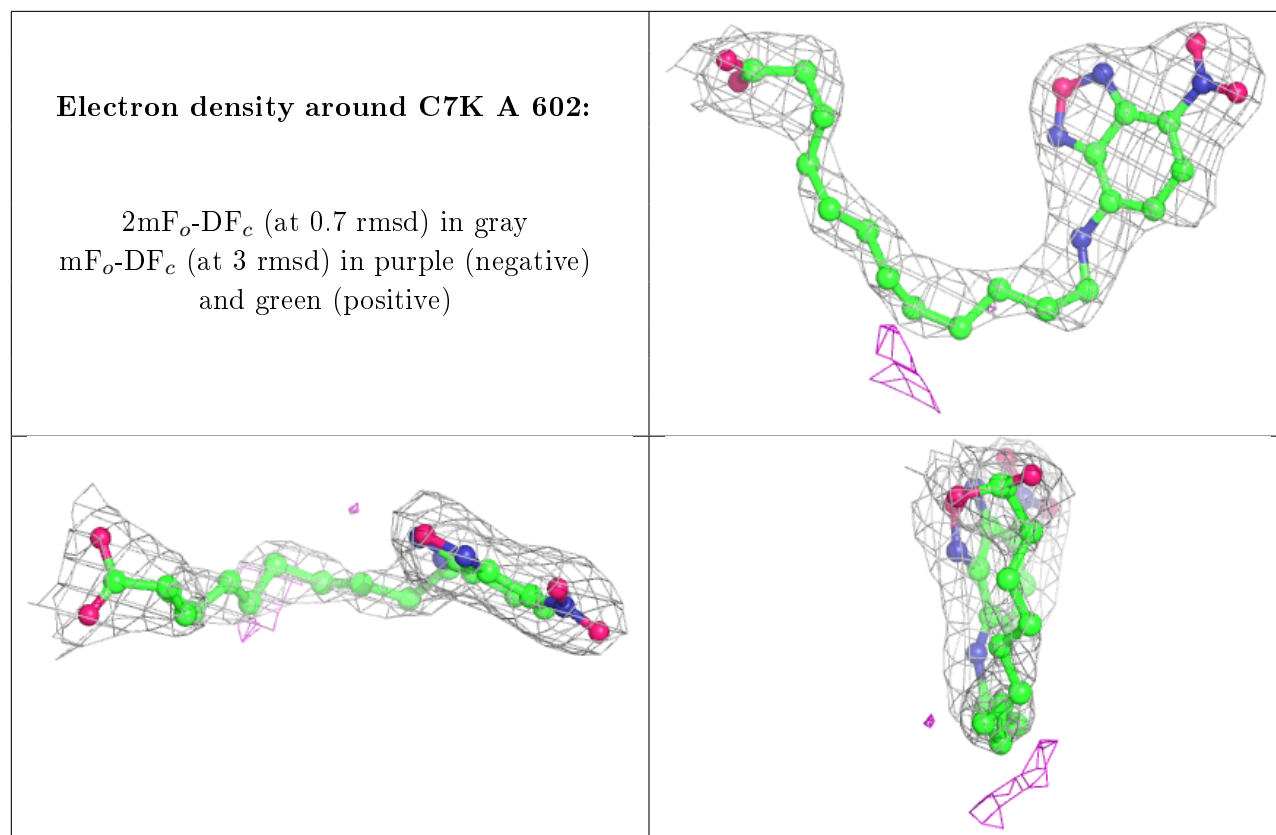 Electron density around C7K A 602:
2mFo-DFc (at 0.7 rmsd) in gray
mFo-DFc (at 3 rmsd) in purple (negative)
and green (positive)